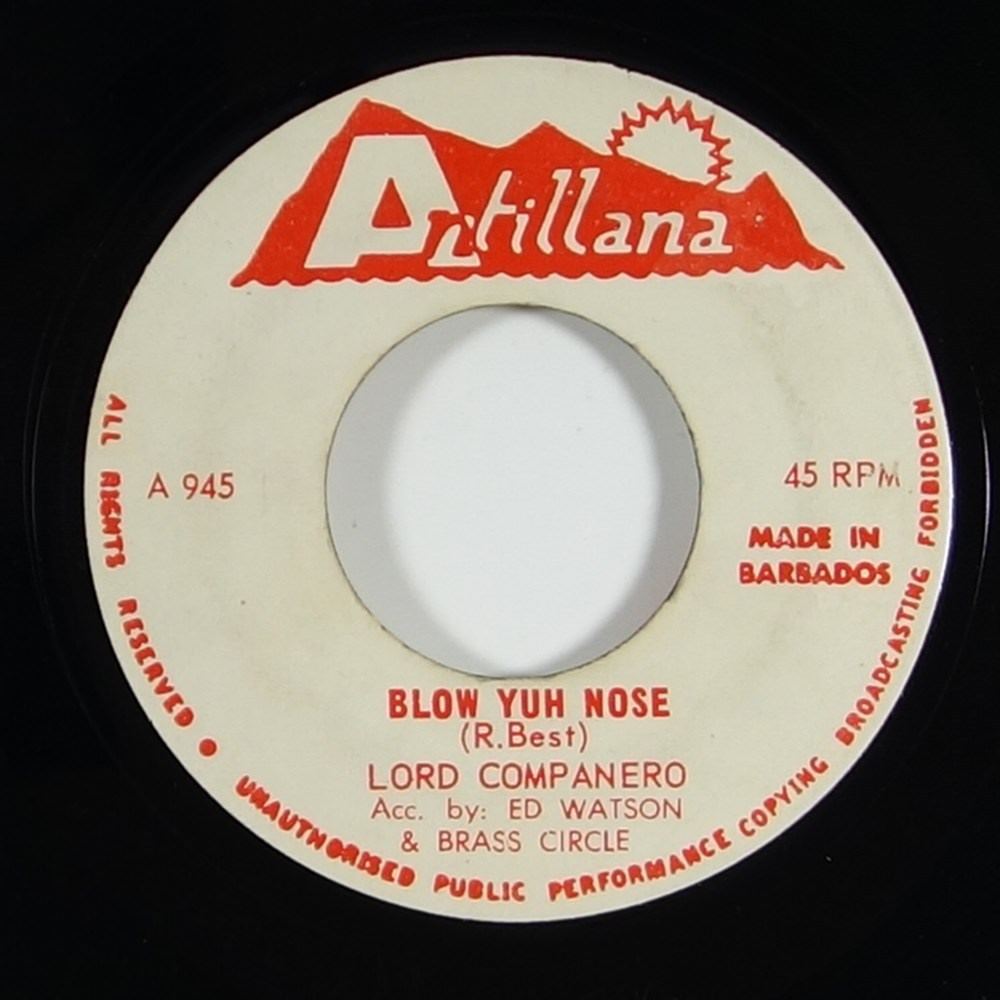 Antillana
A 945
45 RPM
MADE IN
BARBADOS
BLOW YUH NOSE
(R.Best)
LORD COMPANERO
Acc. by: ED WATSON
& BRASS CIRCLE
ALL RIGHTS RESERVED • UNAUTHORISED PUBLIC PERFORMANCE COPYING BROADCASTING FORBIDDEN